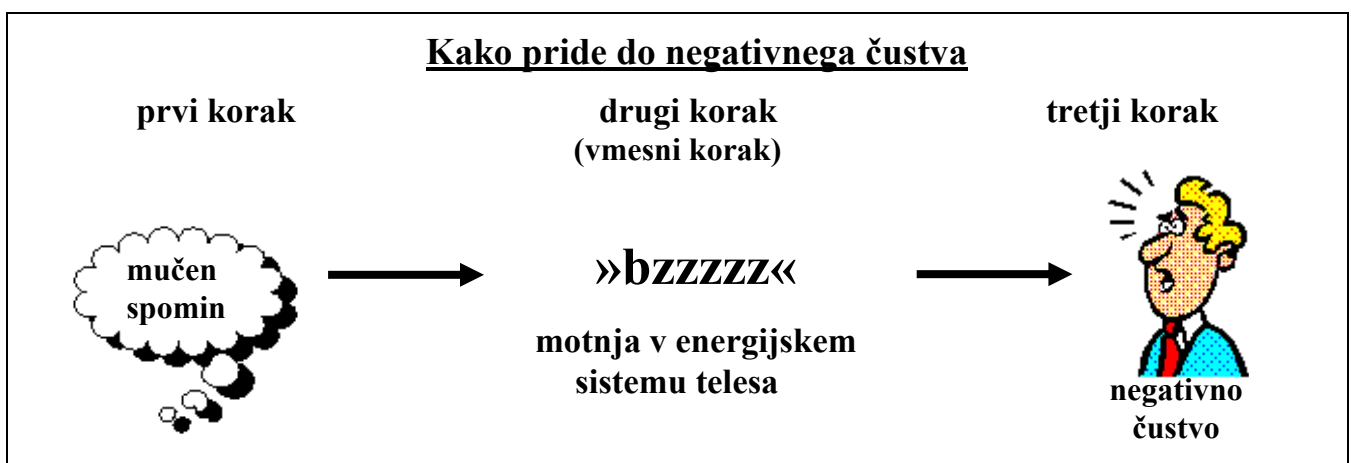 Kako pride do negativnega čustva
prvi korak
drugi korak
(vmesni korak)
tretji korak
mučen
spomin
»bzzzzz«
motnja v energijskem
sistemu telesa
negativno
čustvo